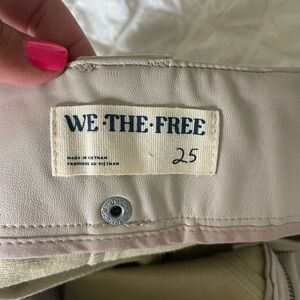 WE·THE·FREE
25
MADE IN VIETNAM
FABRIQUÉ AU VIETNAM